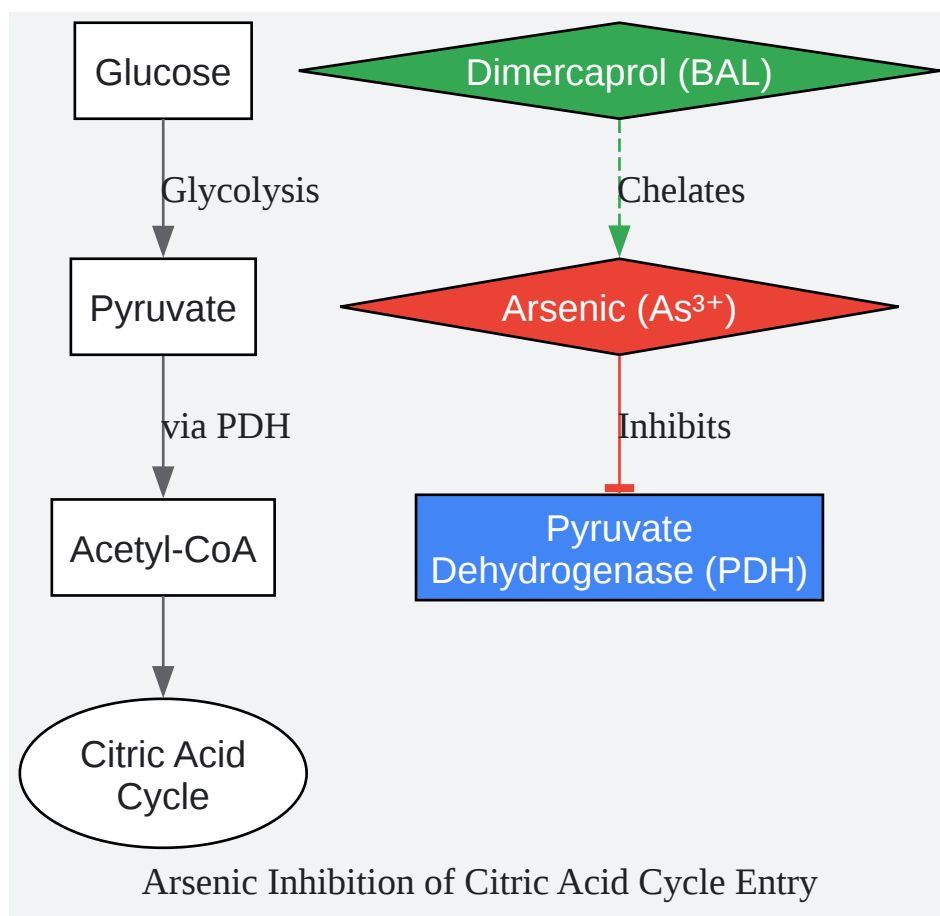 Glucose
Dimercaprol (BAL)
Glycolysis
Chelates
Pyruvate
Arsenic (As³⁺)
via PDH
Inhibits
Acetyl-CoA
Pyruvate
Dehydrogenase (PDH)
Citric Acid
Cycle
Arsenic Inhibition of Citric Acid Cycle Entry